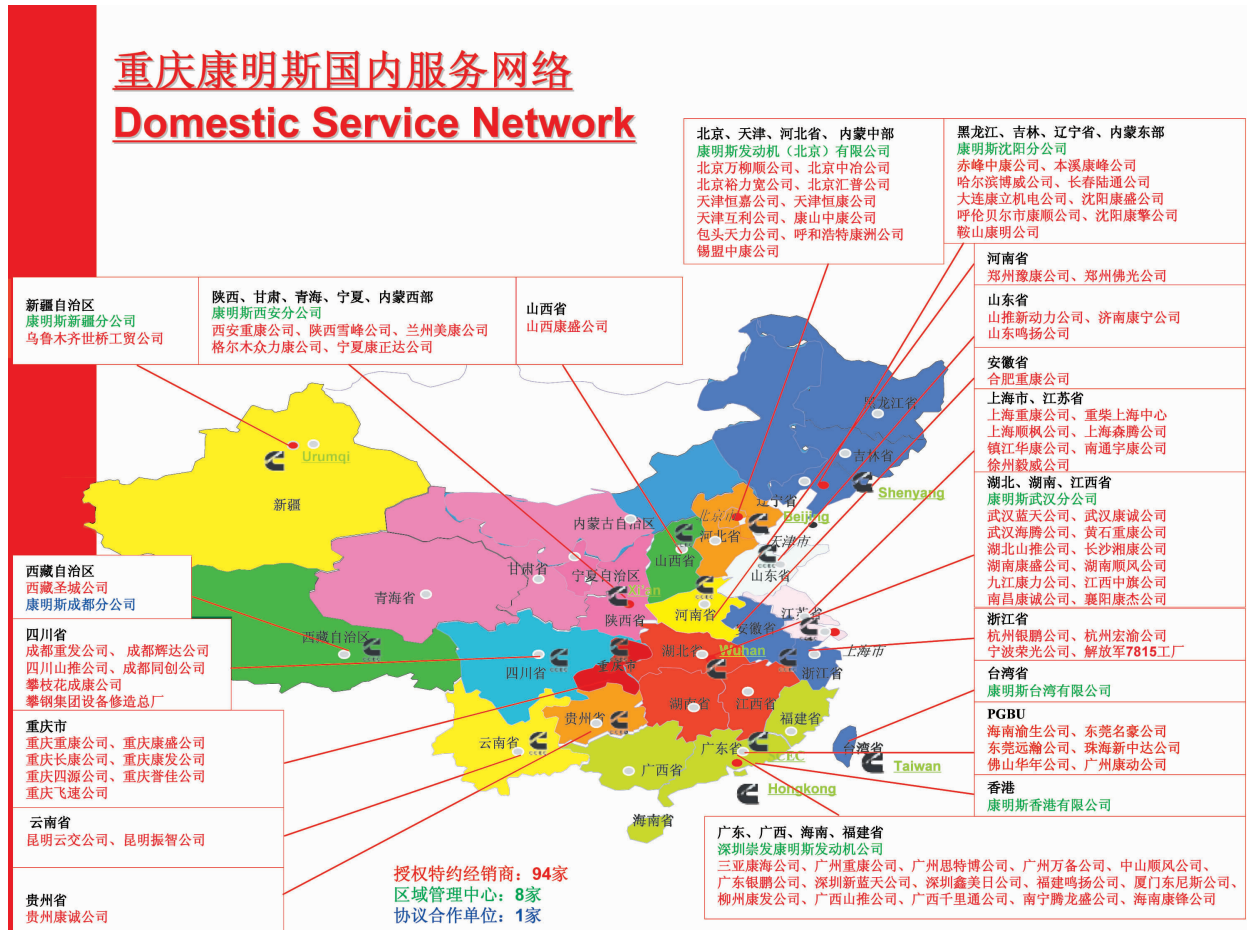 重庆康明斯国内服务网络
Domestic Service Network
北京、天津、河北省、内蒙中部
康明斯发动机（北京）有限公司
北京万柳顺公司、北京中冶公司
北京裕力宽公司、北京汇普公司
天津恒嘉公司、天津恒康公司
天津互利公司、康山中康公司
包头天力公司、呼和浩特康洲公司
锡盟中康公司
黑龙江、吉林、辽宁省、内蒙东部
康明斯沈阳分公司
赤峰中康公司、本溪康峰公司
哈尔滨博威公司、长春陆通公司
大连康立机电公司、沈阳康盛公司
呼伦贝尔市康顺公司、沈阳康擎公司
鞍山康明公司
河南省
郑州豫康公司、郑州佛光公司
山东省
山推新动力公司、济南康宁公司
山东鸣扬公司
安徽省
合肥重康公司
上海市、江苏省
上海重康公司、重柴上海中心
上海顺枫公司、上海森腾公司
镇江华康公司、南通宇康公司
徐州毅威公司
湖北、湖南、江西省
康明斯武汉分公司
武汉蓝天公司、武汉康诚公司
武汉海腾公司、黄石重康公司
湖北山推公司、长沙湘康公司
湖南康盛公司、湖南顺风公司
九江康力公司、江西中旗公司
南昌康诚公司、襄阳康杰公司
浙江省
杭州银鹏公司、杭州宏渝公司
宁波荣光公司、解放军7815工厂
台湾省
康明斯台湾有限公司
PGBU
海南渝生公司、东莞名豪公司
东莞远瀚公司、珠海新中达公司
佛山华年公司、广州康动公司
香港
康明斯香港有限公司
新疆自治区
康明斯新疆分公司
乌鲁木齐世桥工贸公司
陕西、甘肃、青海、宁夏、内蒙西部
康明斯西安分公司
西安重康公司、陕西雪峰公司、兰州美康公司
格尔木众力康公司、宁夏康正达公司
山西省
山西康盛公司
西藏自治区
西藏圣城公司
康明斯成都分公司
四川省
成都重发公司、成都辉达公司
四川山推公司、成都同创公司
攀枝花成康公司
攀钢集团设备修造总厂
重庆市
重庆重康公司、重庆康盛公司
重庆长康公司、重庆康发公司
重庆四源公司、重庆誉佳公司
重庆飞速公司
云南省
昆明云交公司、昆明振智公司
贵州省
贵州康诚公司
广东、广西、海南、福建省
深圳崇发康明斯发动机公司
三亚康海公司、广州重康公司、广州思特博公司、广州万备公司、中山顺风公司、
广东银鹏公司、深圳新蓝天公司、深圳鑫美日公司、福建鸣扬公司、厦门东尼斯公司、
柳州康发公司、广西山推公司、广西千里通公司、南宁腾龙盛公司、海南康锋公司
授权特约经销商：94家
区域管理中心：8家
协议合作单位：1家
黑龙江省
吉林省
Shenyang
辽宁省
Urumqi
新疆
内蒙古自治区
北京市
Beijing
河北省
天津市
山西省
山东省
甘肃省
宁夏自治区
Xi'an
青海省
陕西省
河南省
江苏省
安徽省
上海市
西藏自治区
四川省
重庆市
湖北省
Wuhan
浙江省
湖南省
江西省
贵州省
福建省
云南省
广东省
CCEC
台湾省
Taiwan
广西省
Hongkong
海南省